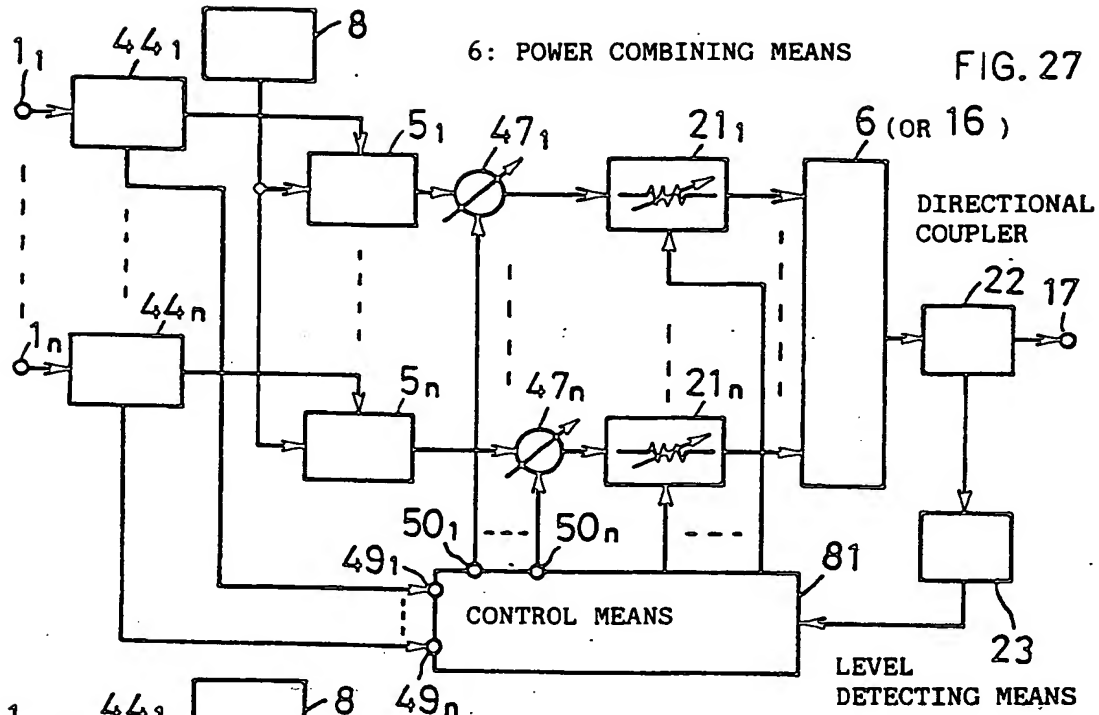 6: POWER COMBINING MEANS
FIG. 27
1₁
44₁
8
5₁
47₁
21₁
6 (OR 16 )
DIRECTIONAL
COUPLER
22
17
1ₙ
44ₙ
5ₙ
47ₙ
21ₙ
50₁
50ₙ
49₁
81
CONTROL MEANS
23
49ₙ
LEVEL
DETECTING MEANS
1
44₁
8